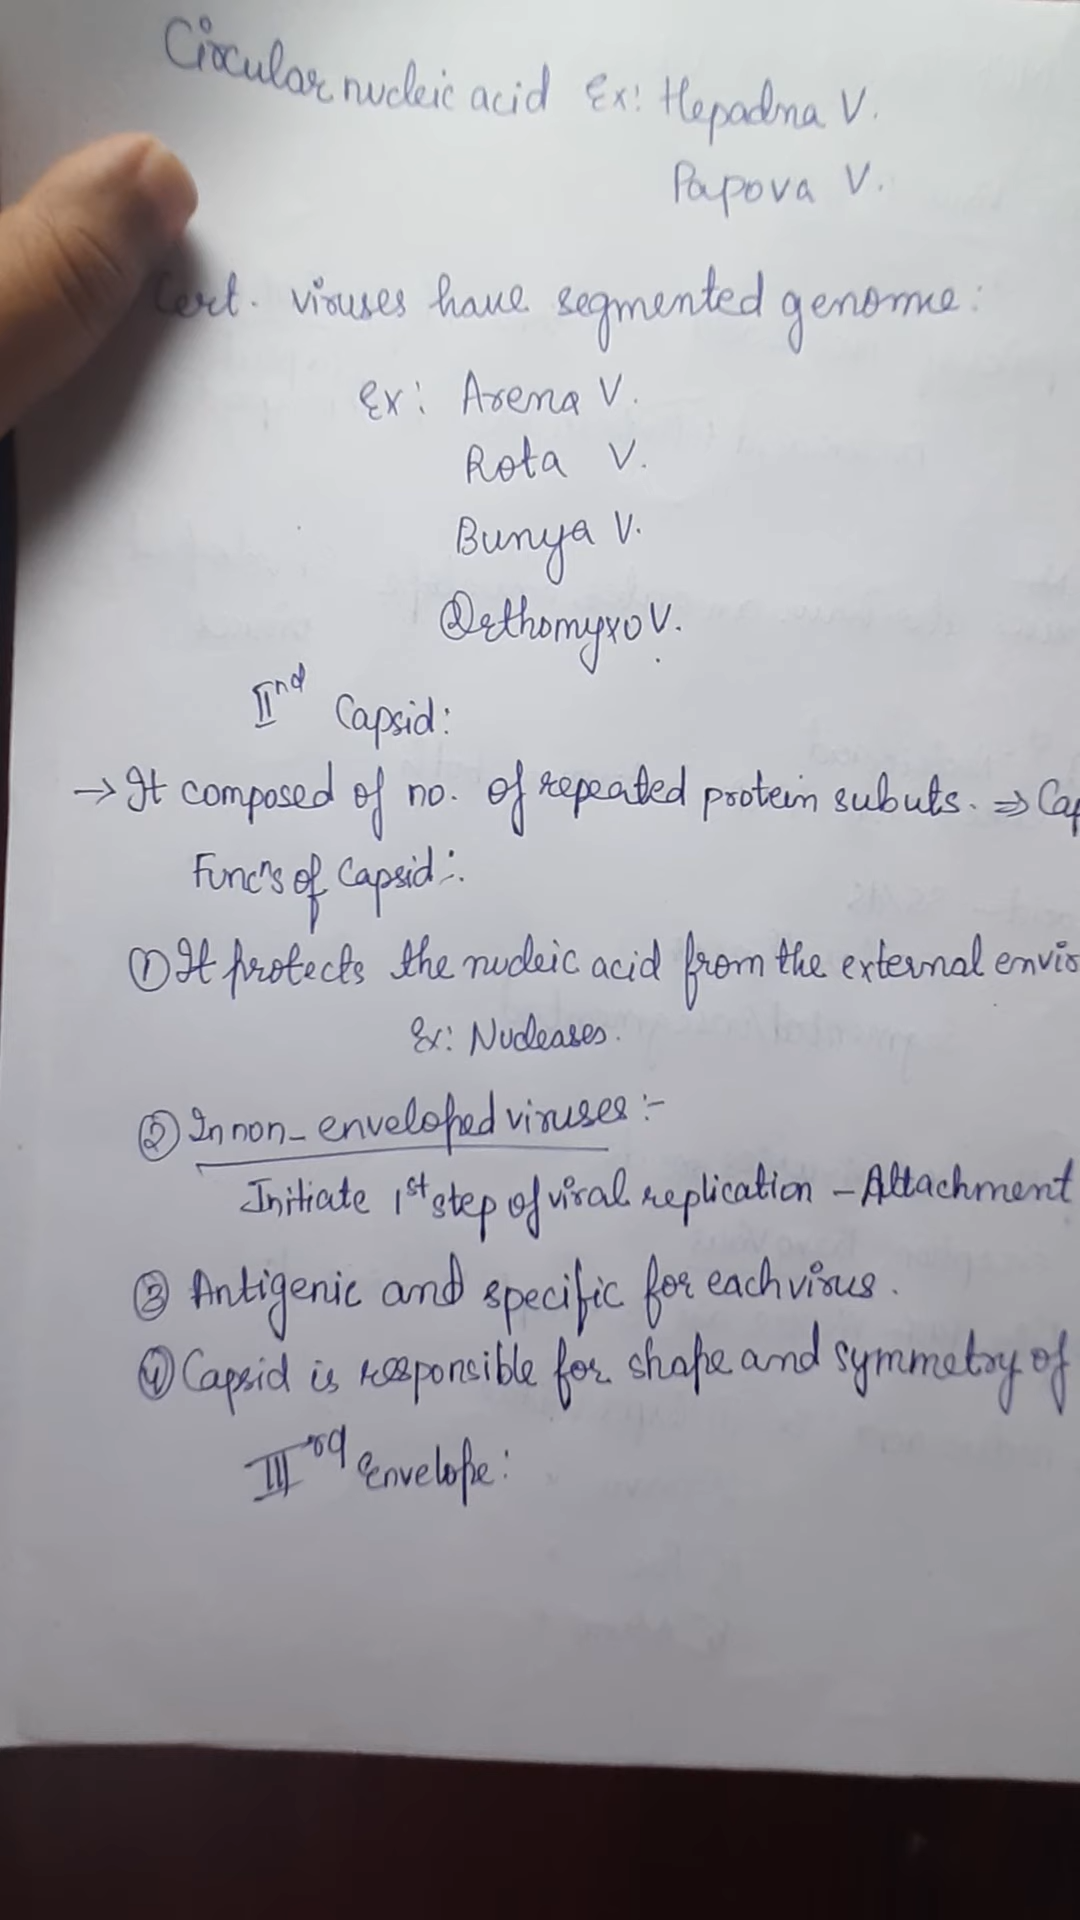 Circular nucleic acid Ex: Hepadna V.
Papova V.
Cert. viruses have segmented genome:
Ex: Arena V.
Rota V.
Bunya V.
Orthomyxo V.
IInd Capsid:
→ It composed of no. of repeated protein subuts. ⇒ Cap
Func's of Capsid:-
① It protects the nucleic acid from the external enviro
Ex: Nucleases.
② In non-enveloped viruses:-
Initiate 1st step of viral replication - Attachment
③ Antigenic and specific for each virus.
④ Capsid is responsible for shape and symmetry of
IIIrd Envelope: